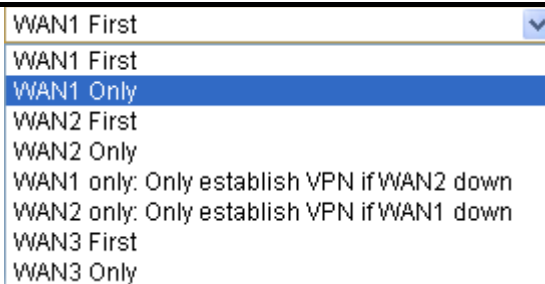 WAN1 First
WAN1 First
WAN1 Only
WAN2 First
WAN2 Only
WAN1 only: Only establish VPN if WAN2 down
WAN2 only: Only establish VPN if WAN1 down
WAN3 First
WAN3 Only